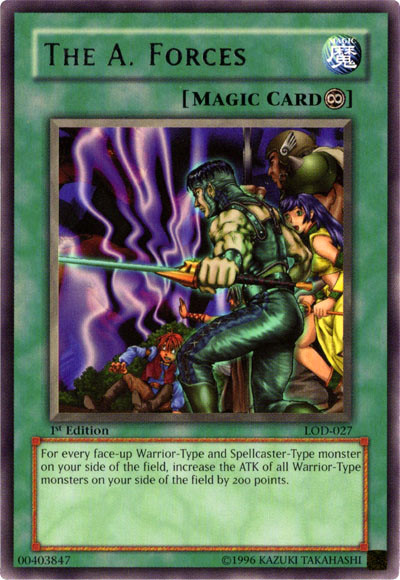 The A. Forces
MAGIC
魔
[Magic Card]
1st Edition
LOD-027
For every face-up Warrior-Type and Spellcaster-Type monster
on your side of the field, increase the ATK of all Warrior-Type
monsters on your side of the field by 200 points.
00403847
©1996 KAZUKI TAKAHASHI